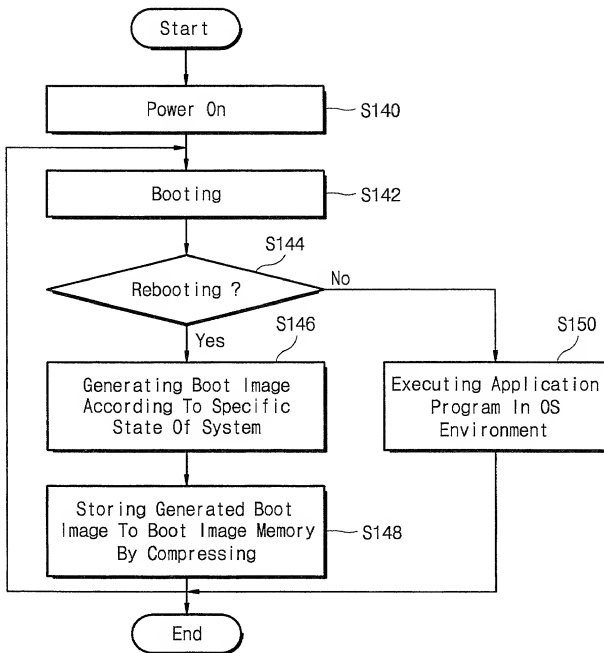 Start
Power On
S140
Booting
S142
S144
Rebooting ?
No
Yes
S146
Generating Boot Image
According To Specific
State Of System
S150
Executing Application
Program In OS
Environment
Storing Generated Boot
Image To Boot Image Memory
By Compressing
S148
End